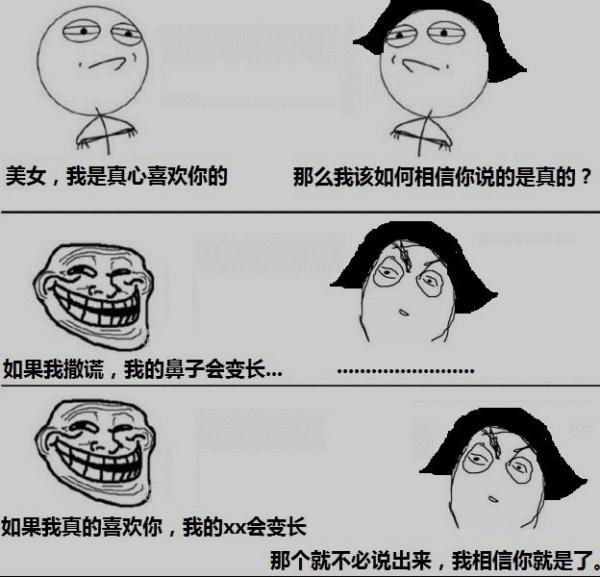 美女，我是真心喜欢你的
那么我该如何相信你说的是真的？
如果我撒谎，我的鼻子会变长...
........................
如果我真的喜欢你，我的xx会变长
那个就不必说出来，我相信你就是了。